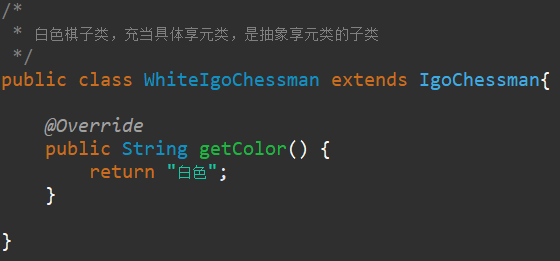 /*
 * 白色棋子类，充当具体享元类，是抽象享元类的子类
 */
public class WhiteIgoChessman extends IgoChessman{
    @Override
    public String getColor() {
        return "白色";
    }
}